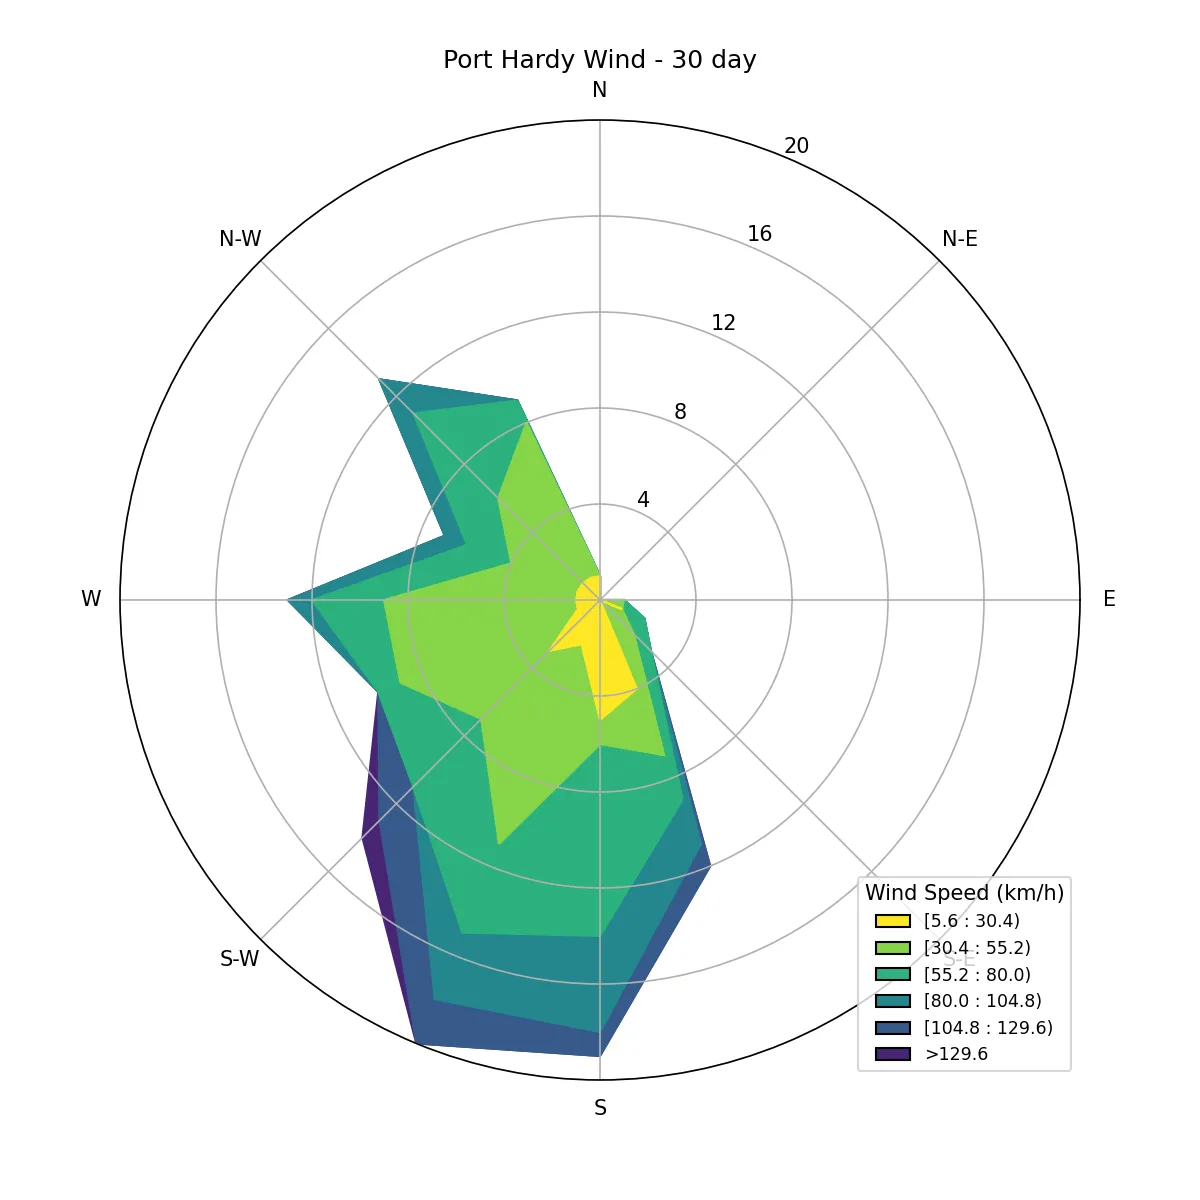 Port Hardy Wind - 30 day
N
20
N-W
16
N-E
12
8
4
W
E
Wind Speed (km/h)
[5.6 : 30.4)
[30.4 : 55.2)
S-W
S-E
[55.2 : 80.0)
[80.0 : 104.8)
[104.8 : 129.6)
>129.6
S